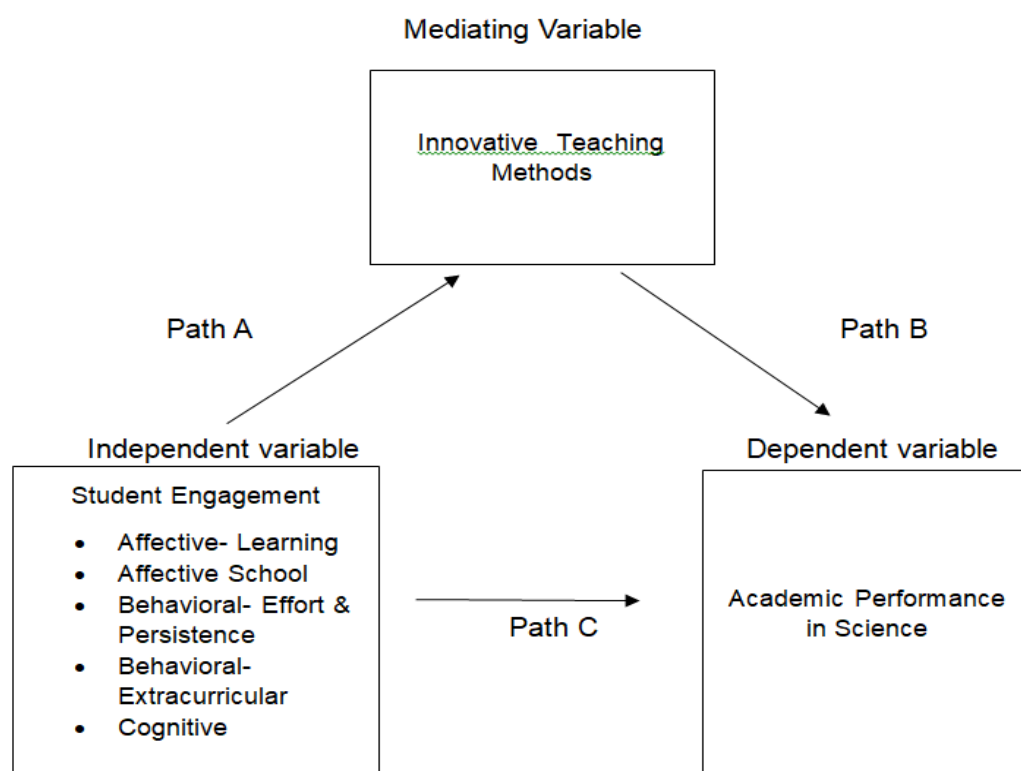 Mediating Variable
Innovative Teaching
Methods
Path A
Path B
Independent variable
Student Engagement
• Affective- Learning
• Affective School
• Behavioral- Effort &
Persistence
• Behavioral-
Extracurricular
• Cognitive
Path C
Dependent variable
Academic Performance
in Science